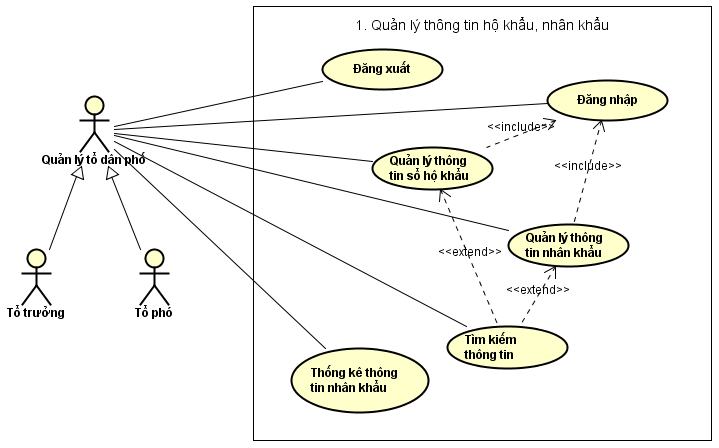 1. Quản lý thông tin hộ khẩu, nhân khẩu
Đăng xuất
Đăng nhập
<<include>>
Quản lý tổ dân phố
Quản lý thông
tin sổ hộ khẩu
<<include>>
Quản lý thông
tin nhân khẩu
<<extend>>
<<extend>>
Tổ trưởng
Tổ phó
Tìm kiếm
thông tin
Thống kê thông
tin nhân khẩu